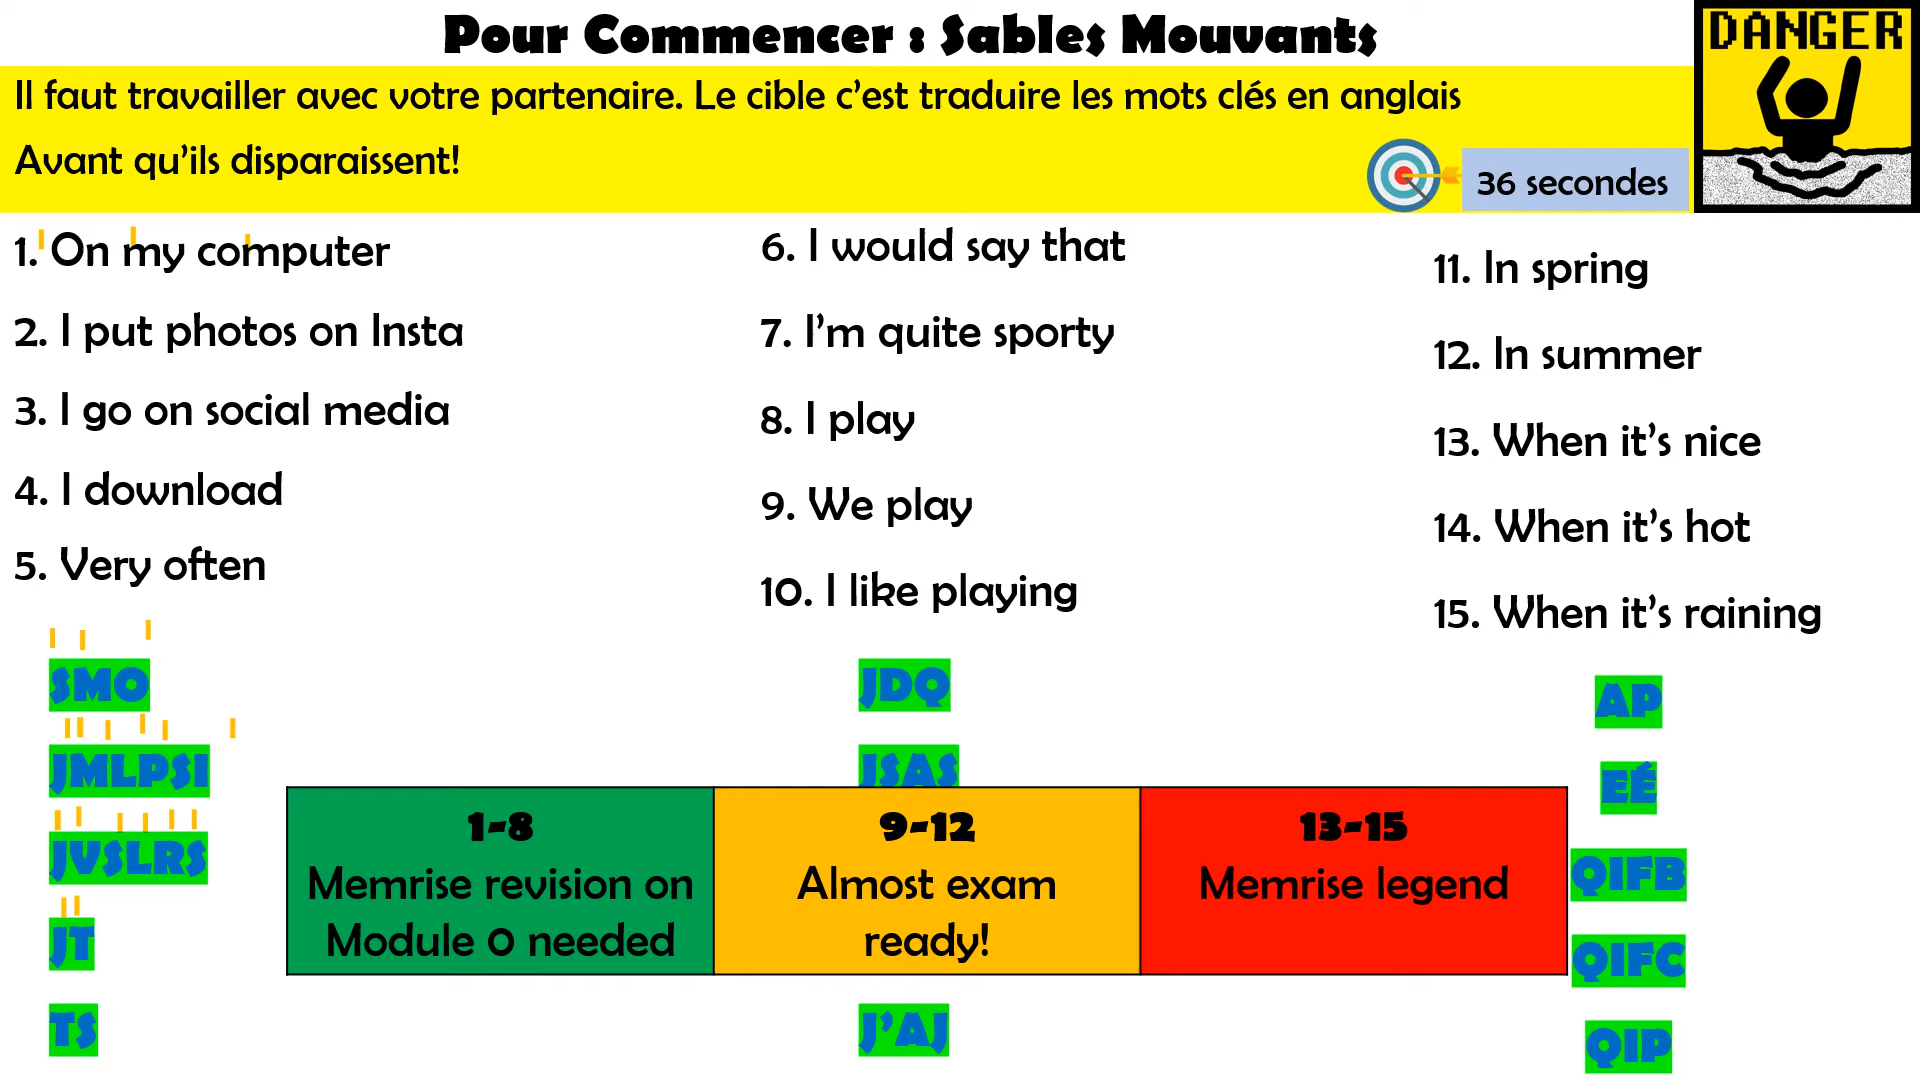 Pour Commencer : Sables Mouvants
DANGER
Il faut travailler avec votre partenaire. Le cible c’est traduire les mots clés en anglais
Avant qu’ils disparaissent!
36 secondes
1. On my computer
2. I put photos on Insta
3. I go on social media
4. I download
5. Very often
6. I would say that
7. I’m quite sporty
8. I play
9. We play
10. I like playing
11. In spring
12. In summer
13. When it’s nice
14. When it’s hot
15. When it’s raining
SMO
JMLPSI
JVSLRS
JT
TS
JDQ
JSAS
J’AJ
1-8
Memrise revision on
Module 0 needed
9-12
Almost exam
ready!
13-15
Memrise legend
AP
EÉ
QIFB
QIFC
QIP